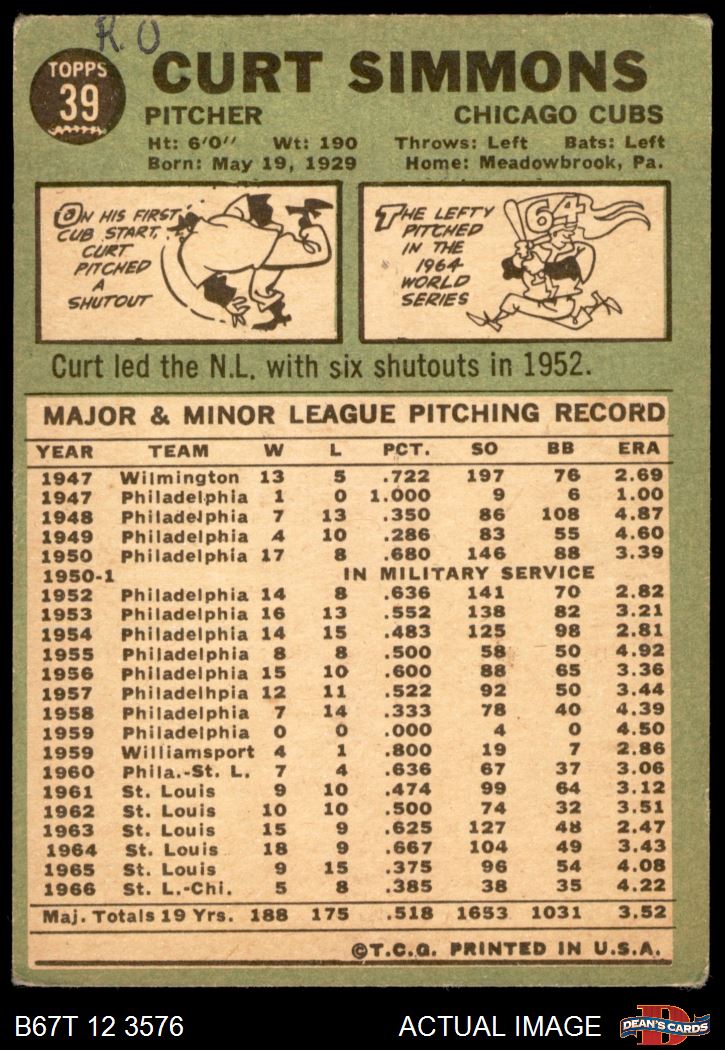 R.O
TOPPS
39
CURT SIMMONS
PITCHER CHICAGO CUBS
Ht: 6'0" Wt: 190 Throws: Left Bats: Left
Born: May 19, 1929 Home: Meadowbrook, Pa.
ON HIS FIRST
CUB START,
CURT
PITCHED
A
SHUTOUT
THE LEFTY
PITCHED
IN THE
1964
WORLD
SERIES
64
Curt led the N.L. with six shutouts in 1952.
MAJOR & MINOR LEAGUE PITCHING RECORD
YEAR TEAM W L PCT. SO BB ERA
1947 Wilmington 13 5 .722 197 76 2.69
1947 Philadelphia 1 0 1.000 9 6 1.00
1948 Philadelphia 7 13 .350 86 108 4.87
1949 Philadelphia 4 10 .286 83 55 4.60
1950 Philadelphia 17 8 .680 146 88 3.39
1950-1 IN MILITARY SERVICE
1952 Philadelphia 14 8 .636 141 70 2.82
1953 Philadelphia 16 13 .552 138 82 3.21
1954 Philadelphia 14 15 .483 125 98 2.81
1955 Philadelphia 8 8 .500 58 50 4.92
1956 Philadelphia 15 10 .600 88 65 3.36
1957 Philadelhpia 12 11 .522 92 50 3.44
1958 Philadelphia 7 14 .333 78 40 4.39
1959 Philadelphia 0 0 .000 4 0 4.50
1959 Williamsport 4 1 .800 19 7 2.86
1960 Phila.-St. L. 7 4 .636 67 37 3.06
1961 St. Louis 9 10 .474 99 64 3.12
1962 St. Louis 10 10 .500 74 32 3.51
1963 St. Louis 15 9 .625 127 48 2.47
1964 St. Louis 18 9 .667 104 49 3.43
1965 St. Louis 9 15 .375 96 54 4.08
1966 St. L.-Chi. 5 8 .385 38 35 4.22
Maj. Totals 19 Yrs. 188 175 .518 1653 1031 3.52
©T.C.G. PRINTED IN U.S.A.
B67T 12 3576 ACTUAL IMAGE
D
DEAN'S CARDS